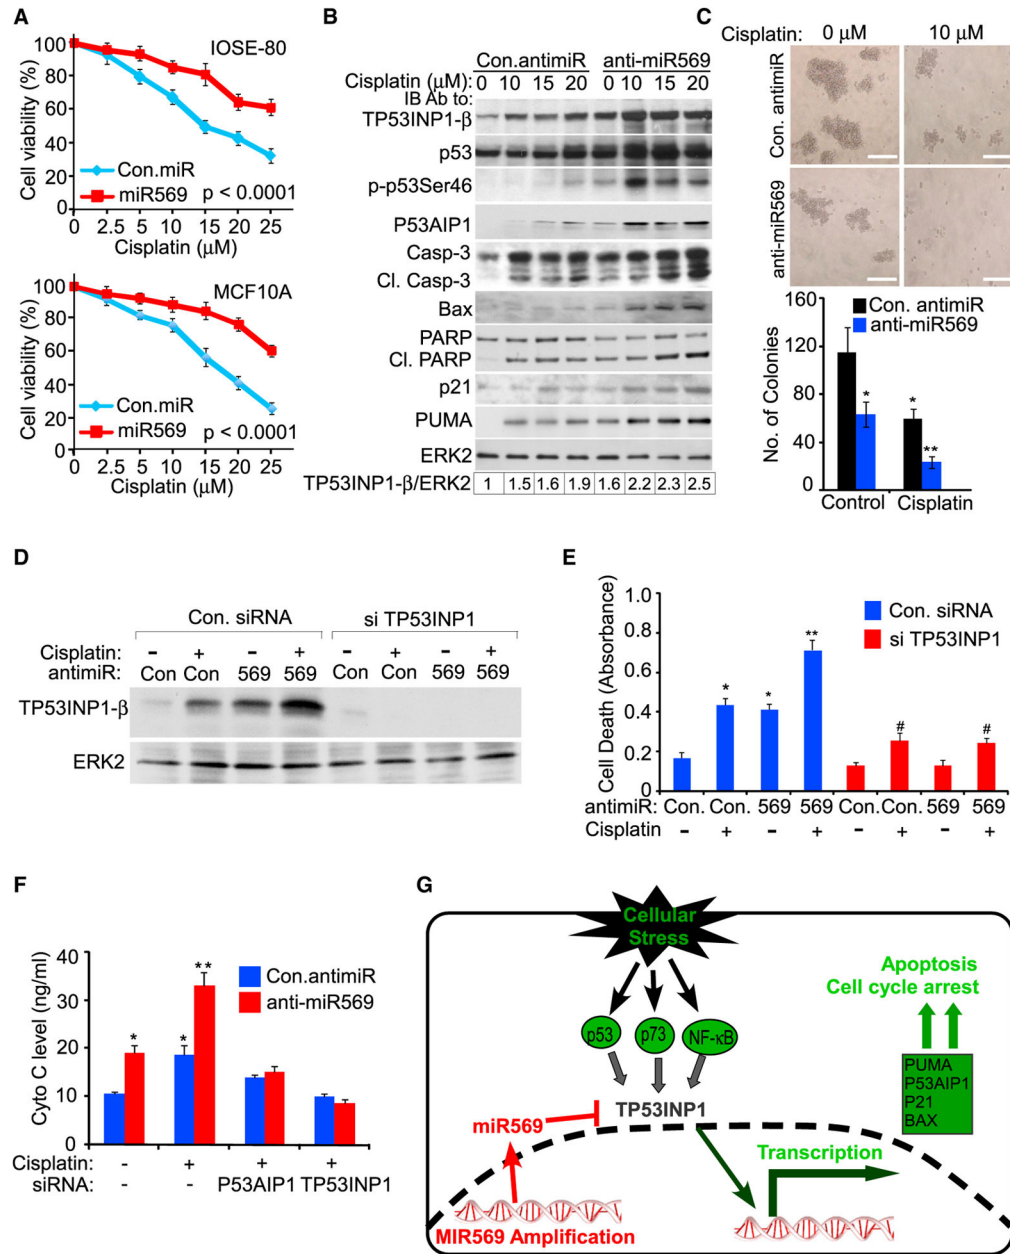 A
100
80
60
40
20
0
Cell viability (%)
IOSE-80
Con.miR
miR569
p < 0.0001
0 2.5 5 10 15 20 25
Cisplatin (μM)
100
80
60
40
20
0
Cell viability (%)
MCF10A
Con.miR
miR569
p < 0.0001
0 2.5 5 10 15 20 25
Cisplatin (μM)
B
Con.antimiR anti-miR569
Cisplatin (μM): 0 10 15 20 0 10 15 20
IB Ab to:
TP53INP1-β
p53
p-p53Ser46
P53AIP1
Casp-3
Cl. Casp-3
Bax
PARP
Cl. PARP
p21
PUMA
ERK2
TP53INP1-β/ERK2 1 1.5 1.6 1.9 1.6 2.2 2.3 2.5
C
Cisplatin: 0 μM 10 μM
Con. antimiR
anti-miR569
160
120
80
40
0
No. of Colonies
Con. antimiR
anti-miR569
* * **
Control Cisplatin
D
Con. siRNA si TP53INP1
Cisplatin: - + - + - + - +
antimiR: Con Con 569 569 Con Con 569 569
TP53INP1-β
ERK2
E
1.0
0.8
0.6
0.4
0.2
0
Cell Death (Absorbance)
Con. siRNA
si TP53INP1
* * ** # #
antimiR: Con. Con. 569 569 Con. Con. 569 569
Cisplatin - + - + - + - +
F
40
30
20
10
0
Cyto C level (ng/ml)
Con.antimiR
anti-miR569
* * **
Cisplatin: - + + +
siRNA: - - P53AIP1 TP53INP1
G
Cellular
Stress
p53 p73 NF-κB
TP53INP1
miR569
MIR569 Amplification
Transcription
Apoptosis
Cell cycle arrest
PUMA
P53AIP1
P21
BAX